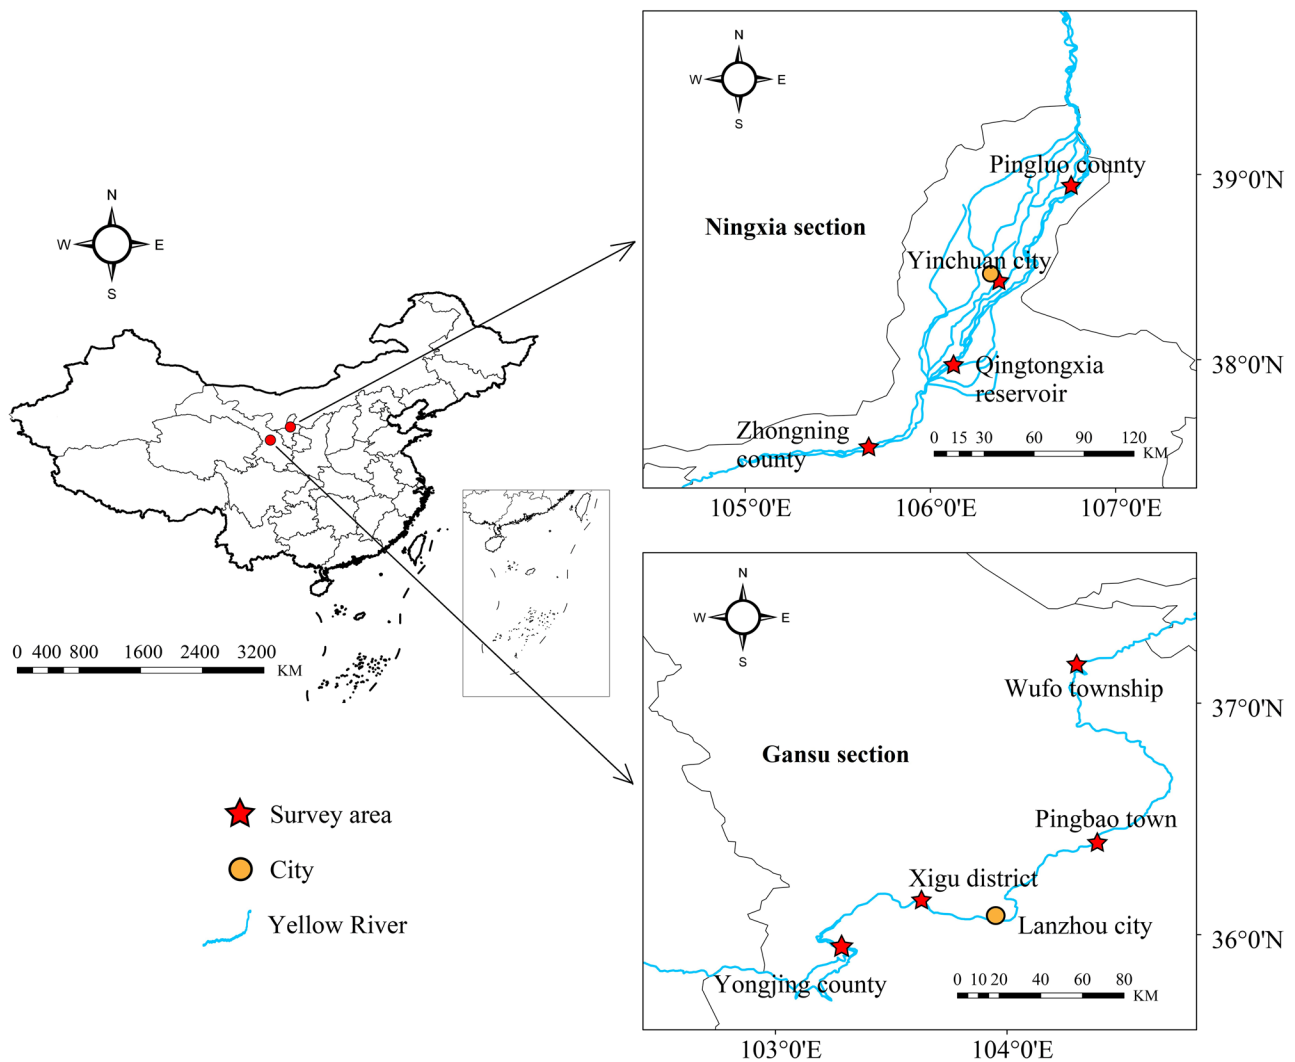 N
W E
S
0 400 800 1600 2400 3200
KM
Survey area
City
Yellow River
N
W E
S
Pingluo county
Ningxia section
Yinchuan city
Qingtongxia
reservoir
Zhongning
county
0 15 30 60 90 120
KM
39°0'N
38°0'N
105°0'E 106°0'E 107°0'E
N
W E
S
Wufo township
Gansu section
Pingbao town
Xigu district
Lanzhou city
Yongjing county
0 10 20 40 60 80
KM
37°0'N
36°0'N
103°0'E 104°0'E